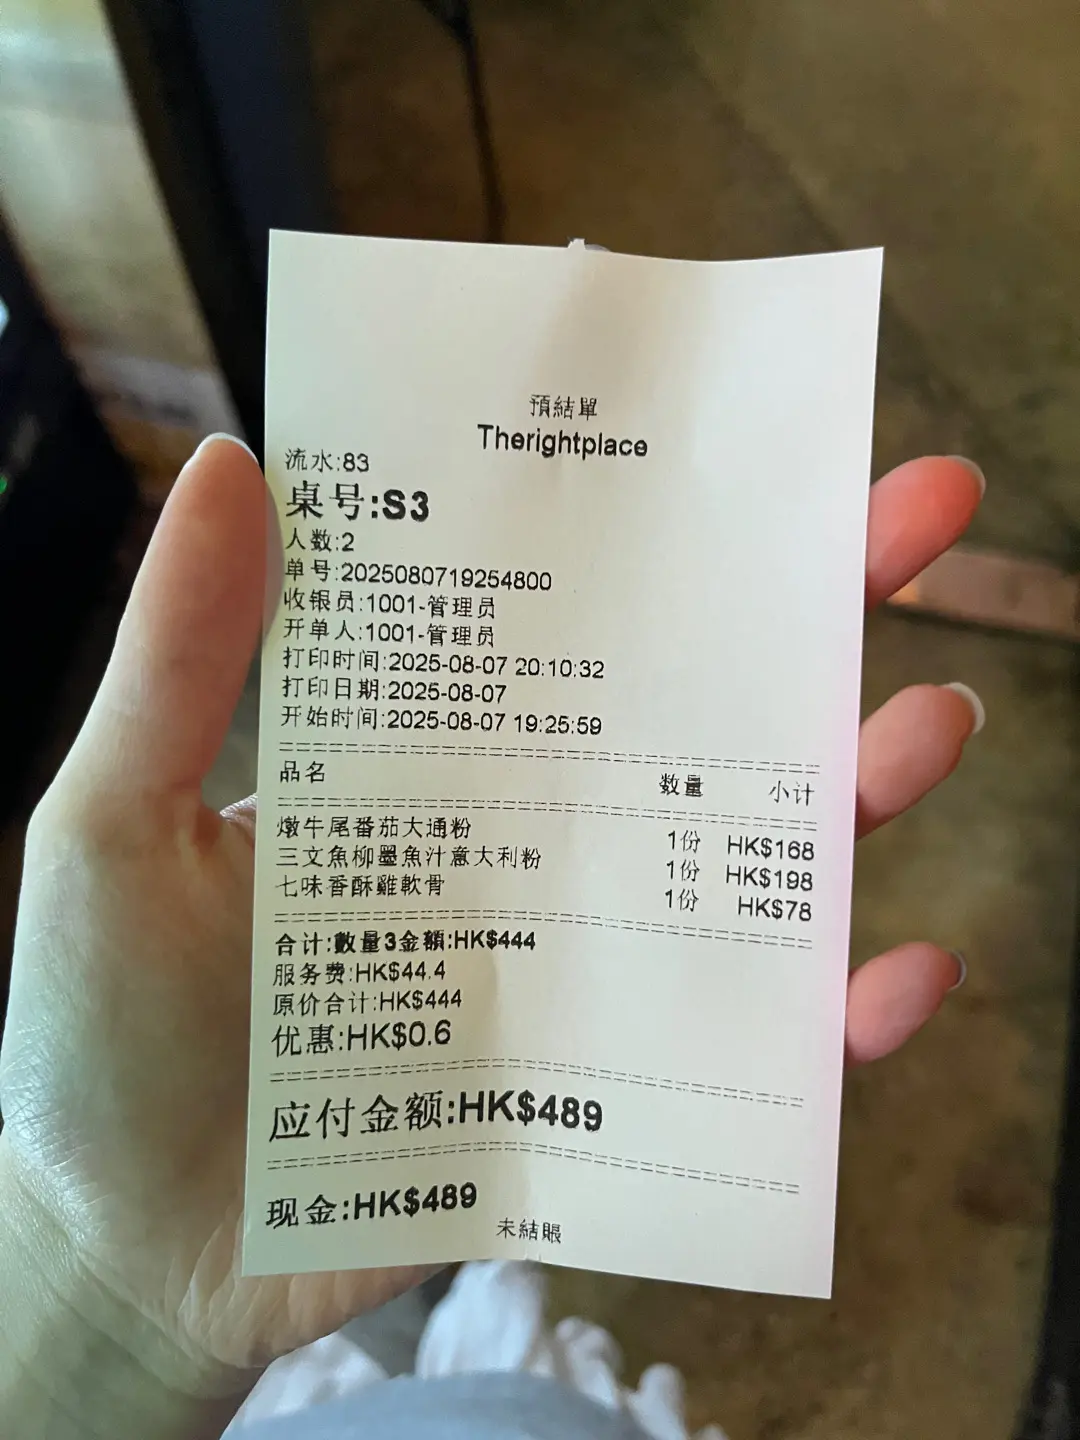 預結單
Therightplace
流水:83
桌号:S3
人数:2
单号:2025080719254800
收银员:1001-管理员
开单人:1001-管理员
打印时间:2025-08-07 20:10:32
打印日期:2025-08-07
开始时间:2025-08-07 19:25:59
品名 数量 小计
燉牛尾番茄大通粉 1份 HK$168
三文魚柳墨魚汁意大利粉 1份 HK$198
七味香酥雞軟骨 1份 HK$78
合计:數量3金額:HK$444
服务费:HK$44.4
原价合计:HK$444
优惠:HK$0.6
应付金额:HK$489
现金:HK$489
未結賬